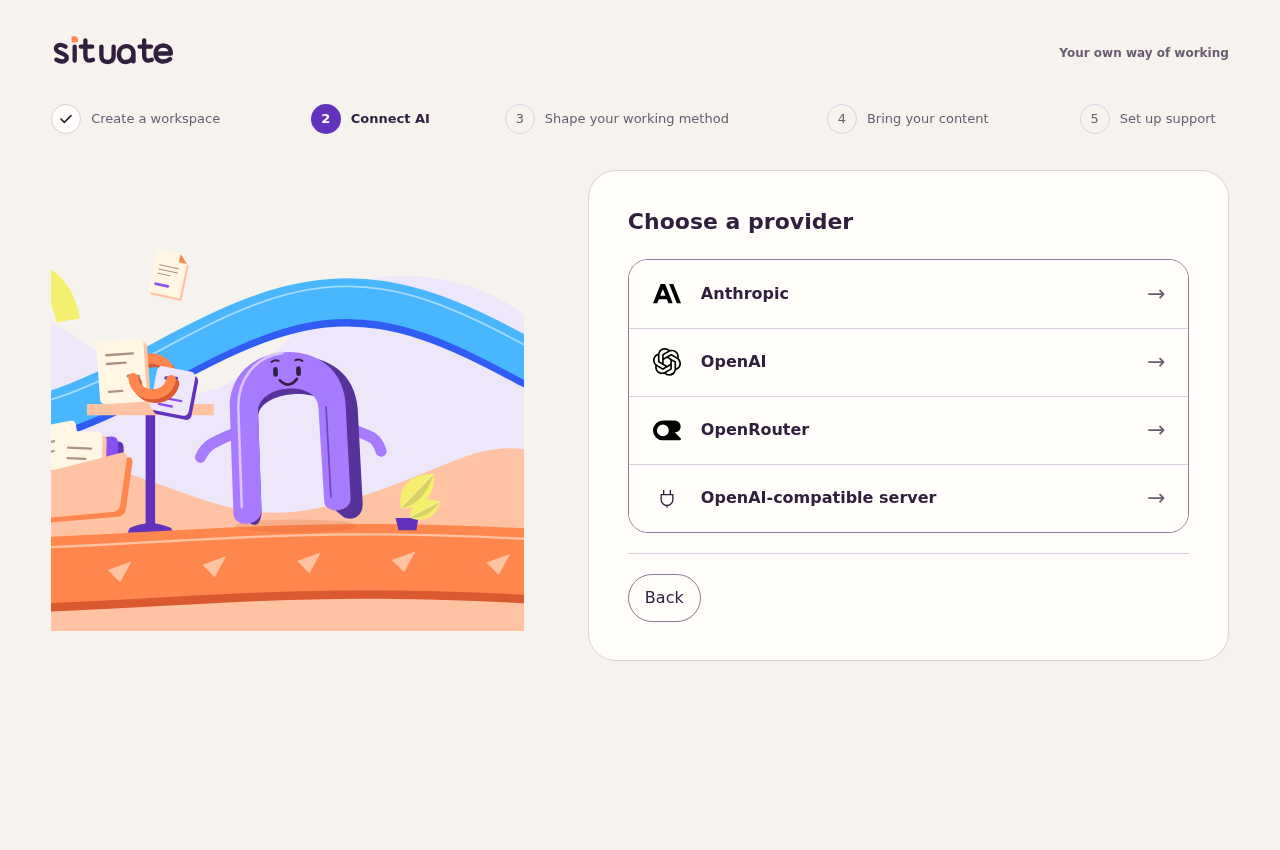 situate
Your own way of working
Create a workspace
2 Connect AI
3 Shape your working method
4 Bring your content
5 Set up support
Choose a provider
Anthropic
OpenAI
OpenRouter
OpenAI-compatible server
Back